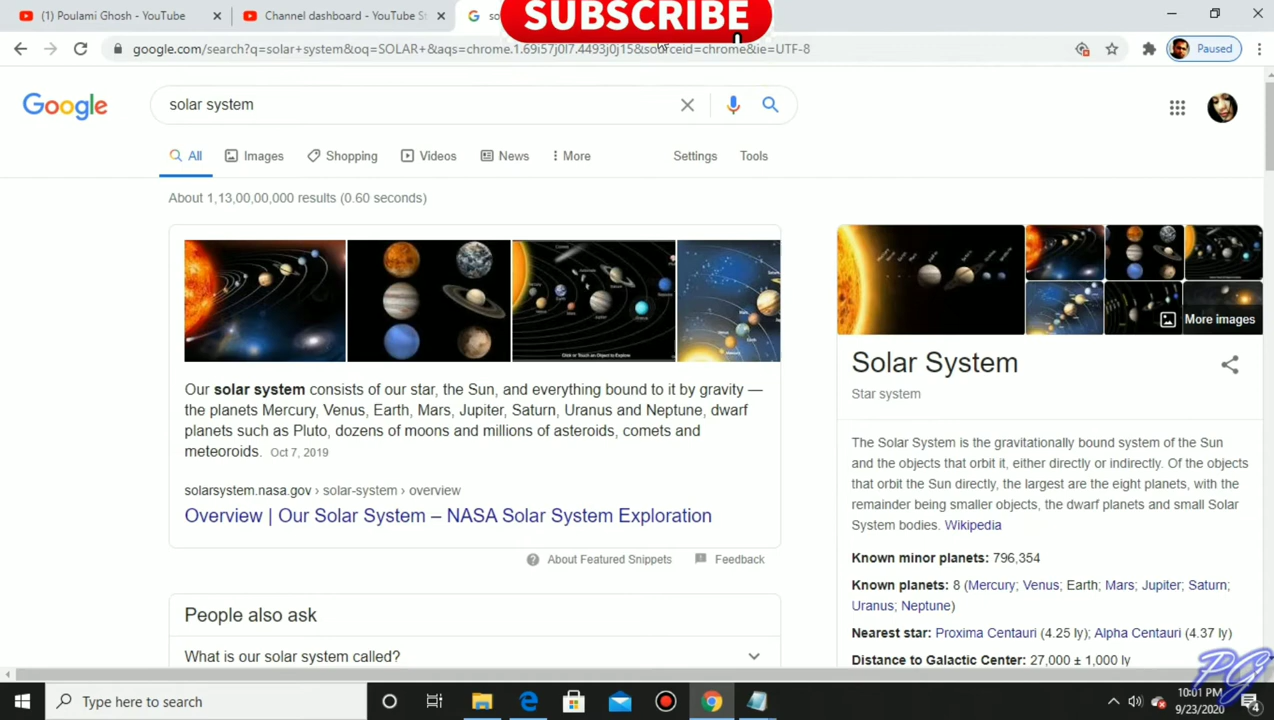 (1) Poulami Ghosh - YouTube
Channel dashboard - YouTube St
so
SUBSCRIBE
google.com/search?q=solar+system&oq=SOLAR+&aqs=chrome.1.69i57j0l7.4493j0j15&sourceid=chrome&ie=UTF-8
Paused
Google
solar system
All
Images
Shopping
Videos
News
More
Settings
Tools
About 1,13,00,00,000 results (0.60 seconds)
Click or Touch an Object to Explore
More images
Our solar system consists of our star, the Sun, and everything bound to it by gravity —
the planets Mercury, Venus, Earth, Mars, Jupiter, Saturn, Uranus and Neptune, dwarf
planets such as Pluto, dozens of moons and millions of asteroids, comets and
meteoroids. Oct 7, 2019
solarsystem.nasa.gov › solar-system › overview
Overview | Our Solar System – NASA Solar System Exploration
About Featured Snippets
Feedback
People also ask
What is our solar system called?
Solar System
Star system
The Solar System is the gravitationally bound system of the Sun
and the objects that orbit it, either directly or indirectly. Of the objects
that orbit the Sun directly, the largest are the eight planets, with the
remainder being smaller objects, the dwarf planets and small Solar
System bodies. Wikipedia
Known minor planets: 796,354
Known planets: 8 (Mercury; Venus; Earth; Mars; Jupiter; Saturn;
Uranus; Neptune)
Nearest star: Proxima Centauri (4.25 ly); Alpha Centauri (4.37 ly)
Distance to Galactic Center: 27,000 ± 1,000 ly
PG
Type here to search
10:01 PM
9/23/2020
4